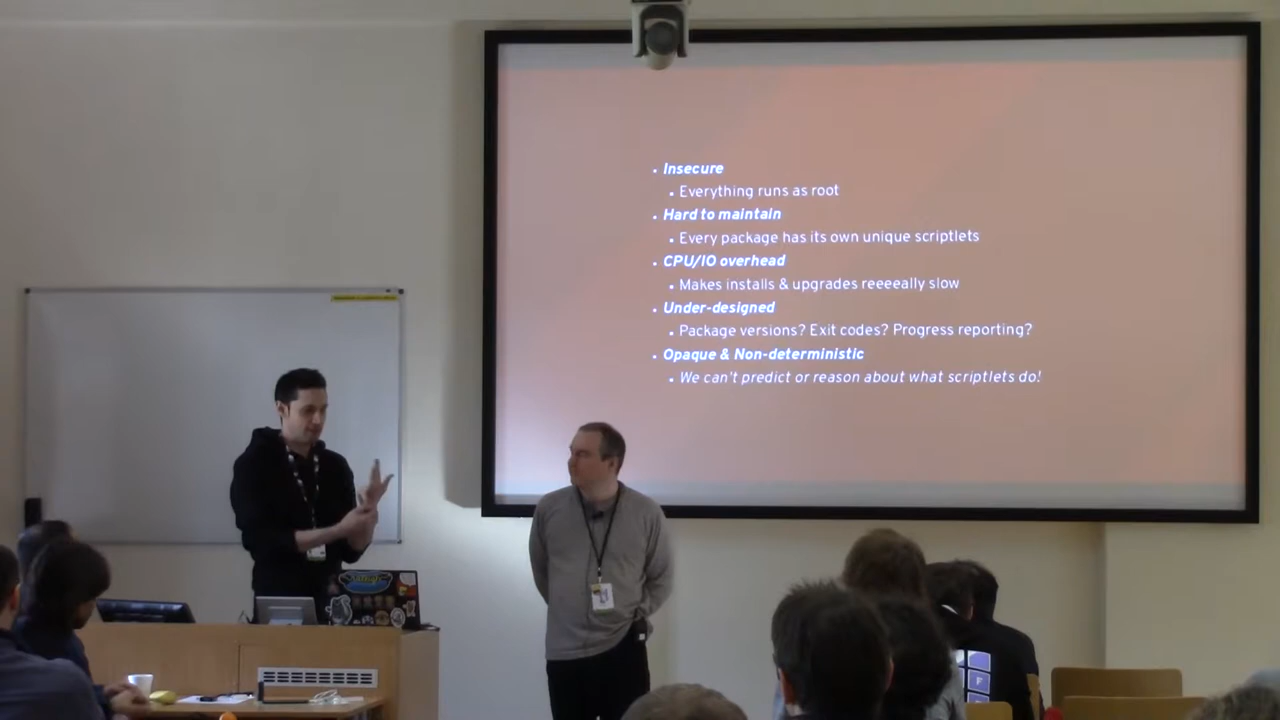 • Insecure
• Everything runs as root
• Hard to maintain
• Every package has its own unique scriptlets
• CPU/IO overhead
• Makes installs & upgrades reeeeally slow
• Under-designed
• Package versions? Exit codes? Progress reporting?
• Opaque & Non-deterministic
• We can't predict or reason about what scriptlets do!
F